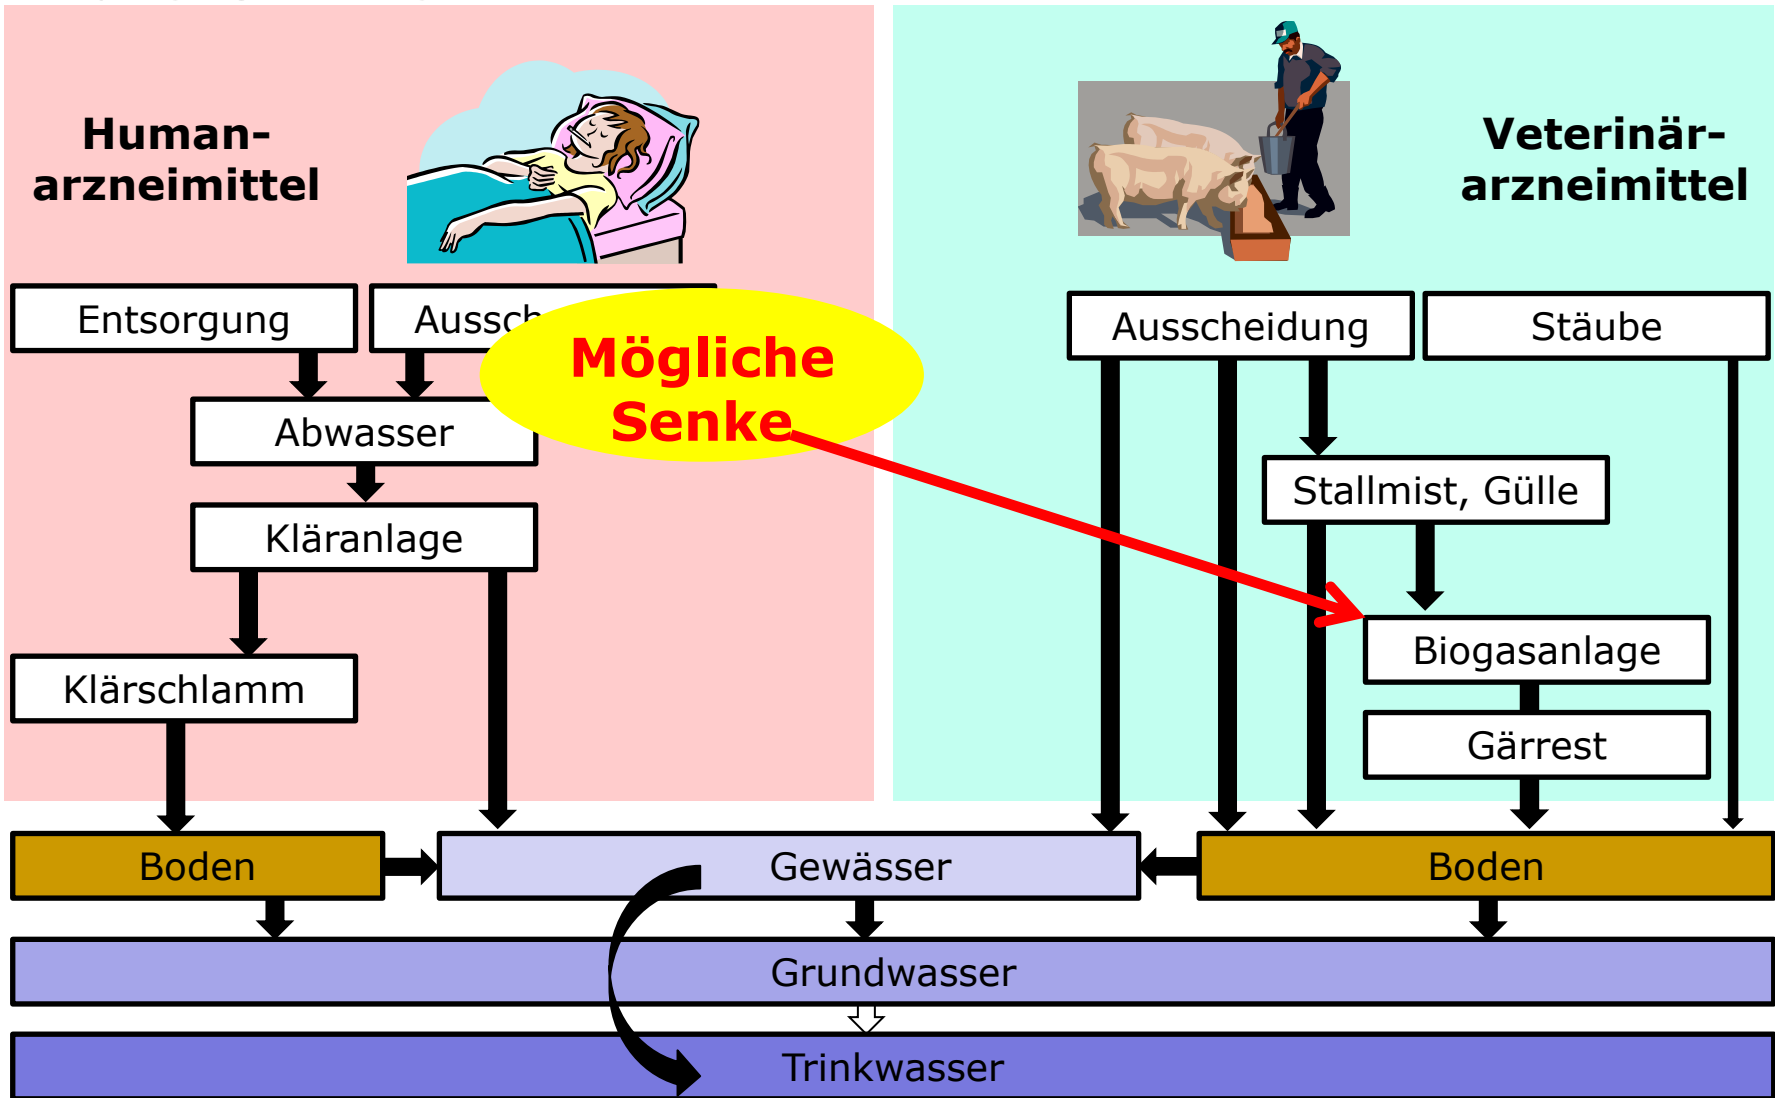 Human-
arzneimittel
Veterinär-
arzneimittel
Entsorgung
Aussch
Mögliche
Senke
Ausscheidung
Stäube
Abwasser
Stallmist, Gülle
Kläranlage
Biogasanlage
Klärschlamm
Gärrest
Boden
Gewässer
Boden
Grundwasser
Trinkwasser